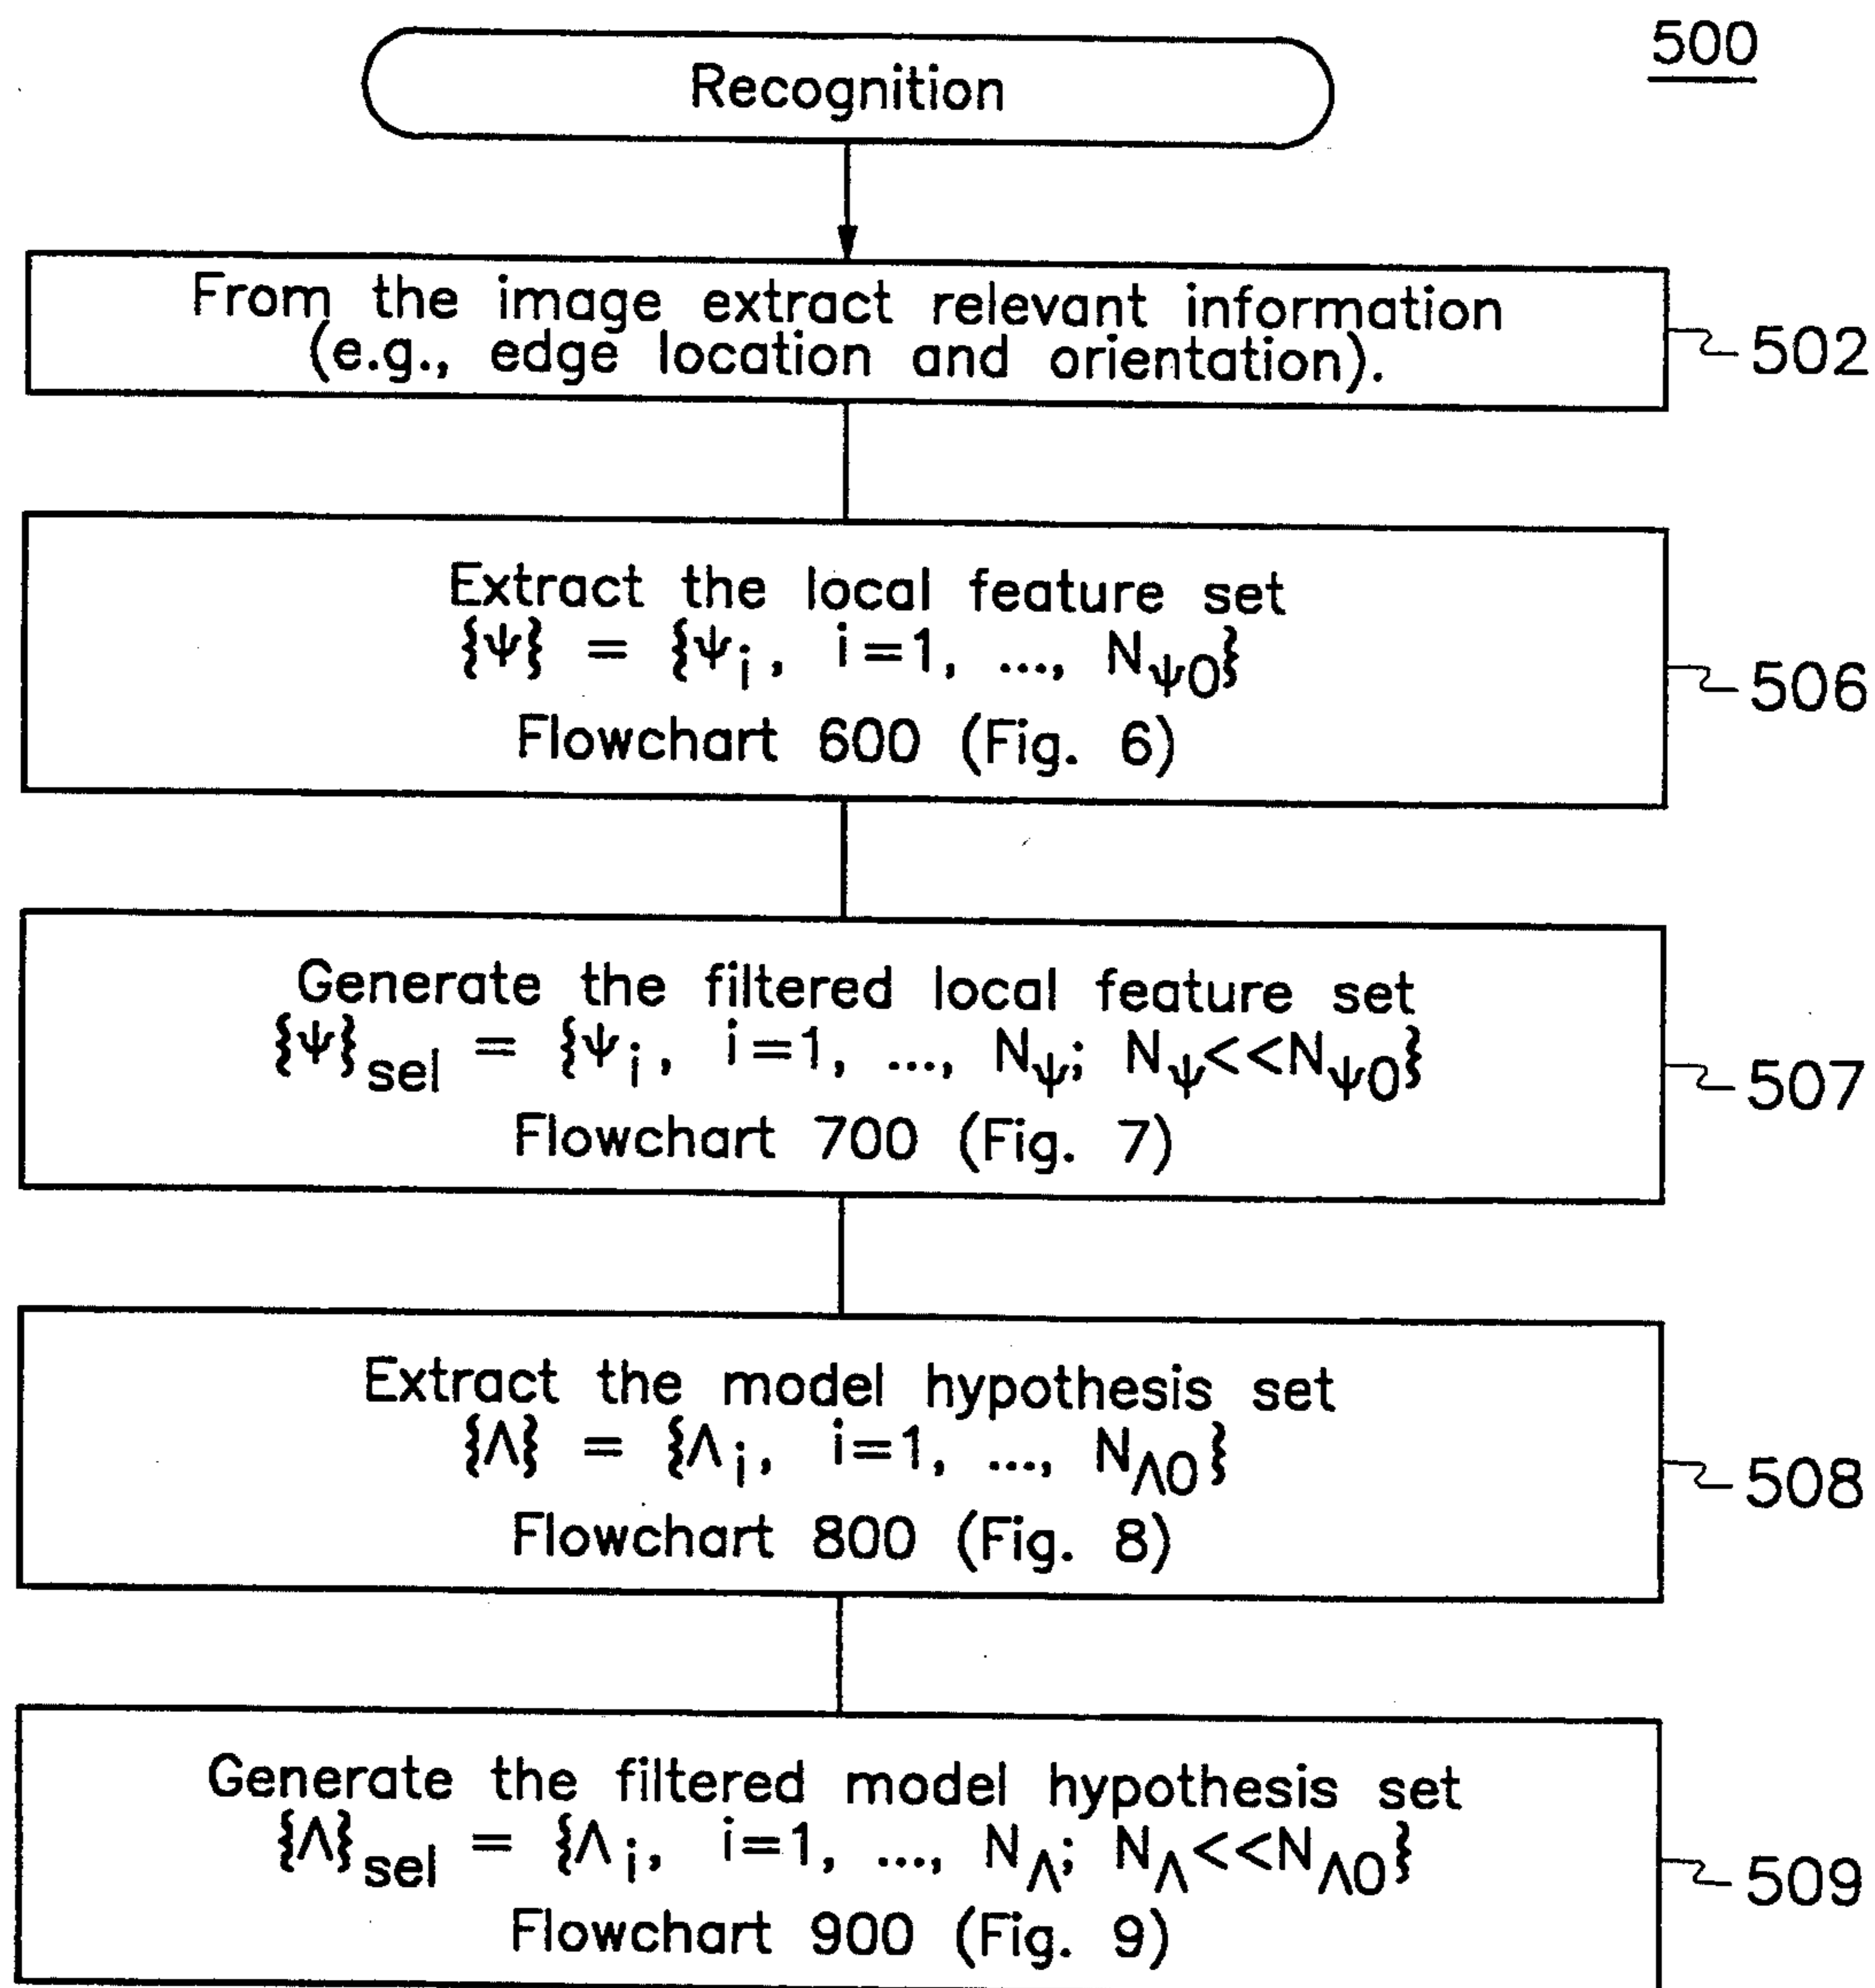 500
Recognition
From the image extract relevant information
(e.g., edge location and orientation).
502
Extract the local feature set
{ψ} = {ψi, i=1, ..., Nψ0}
Flowchart 600 (Fig. 6)
506
Generate the filtered local feature set
{ψ}sel = {ψi, i=1, ..., Nψ; Nψ<<Nψ0}
Flowchart 700 (Fig. 7)
507
Extract the model hypothesis set
{Λ} = {Λi, i=1, ..., NΛ0}
Flowchart 800 (Fig. 8)
508
Generate the filtered model hypothesis set
{Λ}sel = {Λi, i=1, ..., NΛ; NΛ<<NΛ0}
Flowchart 900 (Fig. 9)
509